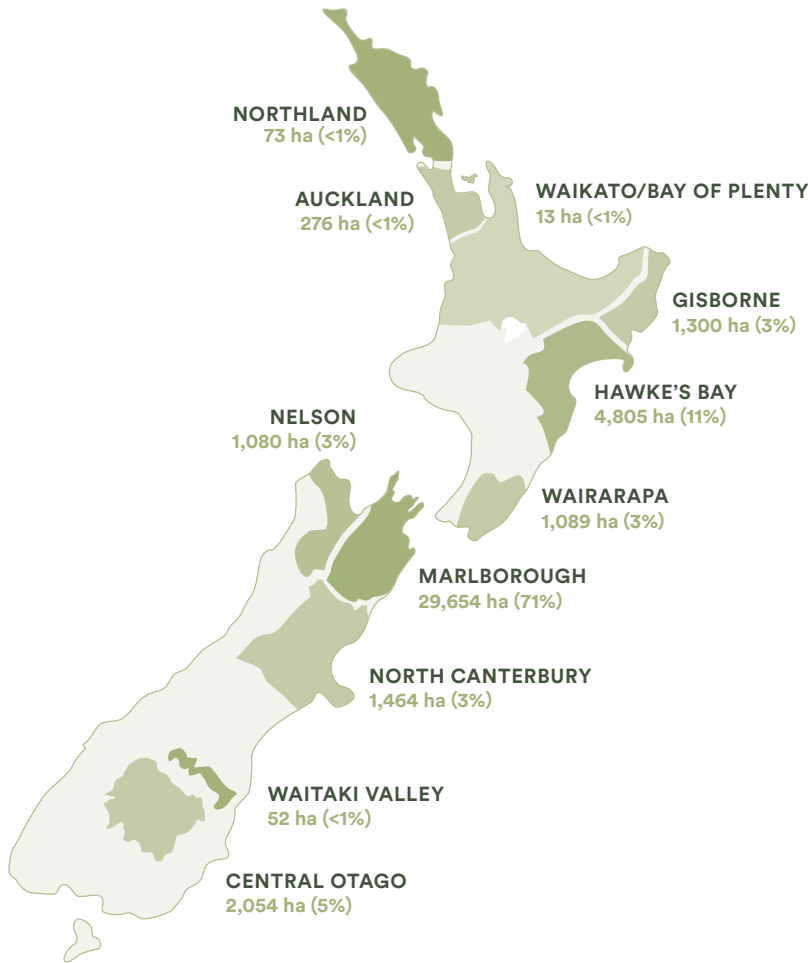 NORTHLAND
73 ha (<1%)
AUCKLAND
276 ha (<1%)
WAIKATO/BAY OF PLENTY
13 ha (<1%)
GISBORNE
1,300 ha (3%)
HAWKE’S BAY
4,805 ha (11%)
NELSON
1,080 ha (3%)
WAIRARAPA
1,089 ha (3%)
MARLBOROUGH
29,654 ha (71%)
NORTH CANTERBURY
1,464 ha (3%)
WAITAKI VALLEY
52 ha (<1%)
CENTRAL OTAGO
2,054 ha (5%)